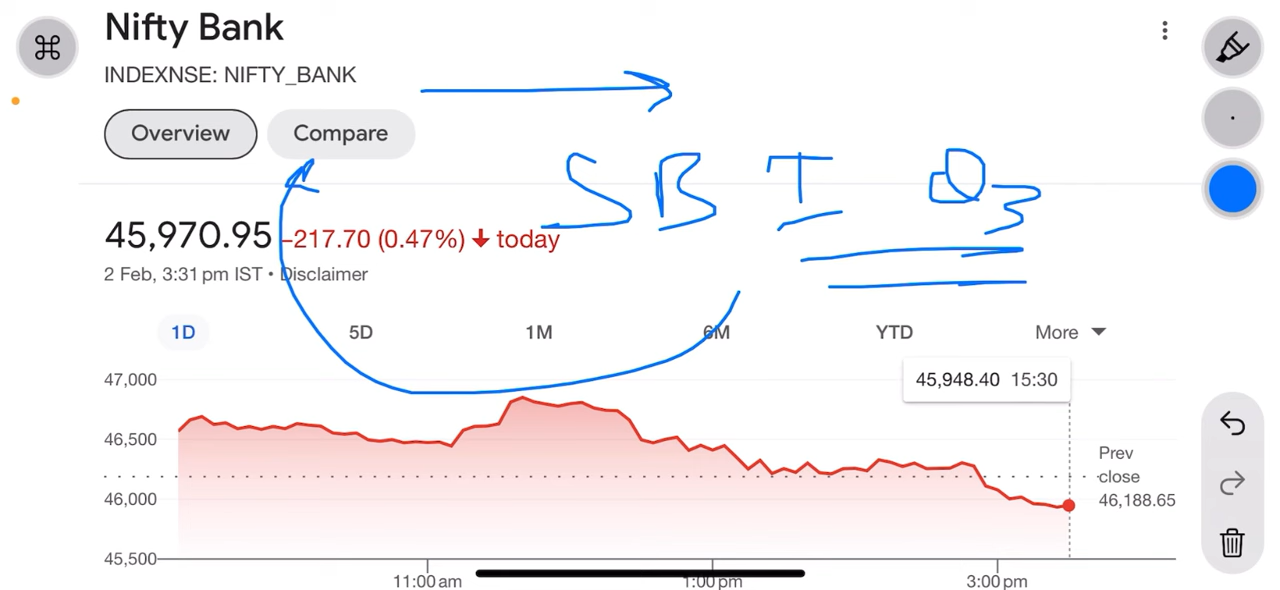 Nifty Bank
INDEXNSE: NIFTY_BANK
Overview Compare
SBI Q3
45,970.95 -217.70 (0.47%) ↓ today
2 Feb, 3:31 pm IST • Disclaimer
1D 5D 1M 6M YTD More
45,948.40 15:30
47,000
46,500
46,000
45,500
Prev
close
46,188.65
11:00 am 1:00 pm 3:00 pm